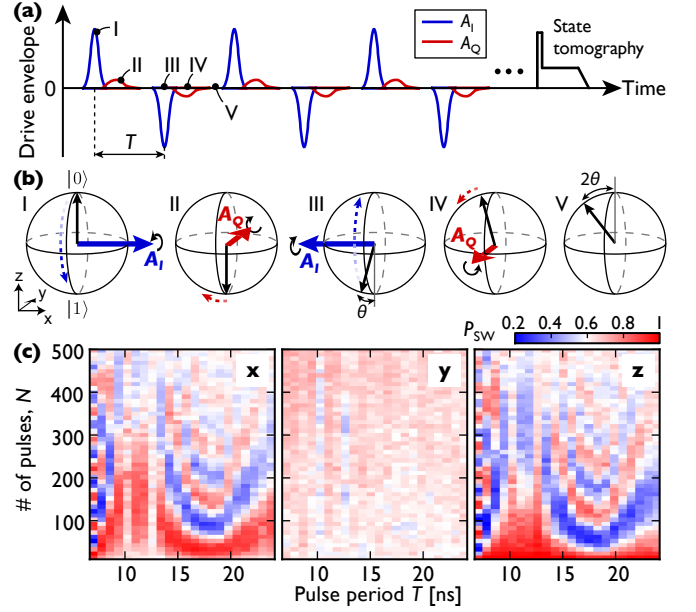 (a)
I
II
III
IV
V
A_I
A_Q
State
tomography
Drive envelope
0
Time
T
(b)
I
|0⟩
A_I
|1⟩
z
y
x
II
A_Q
III
A_I
θ
IV
A_Q
V
2θ
P_SW
0.2 0.4 0.6 0.8 1
(c)
# of pulses, N
500
400
300
200
100
x
y
z
10 15 20
10 15 20
10 15 20
Pulse period T [ns]